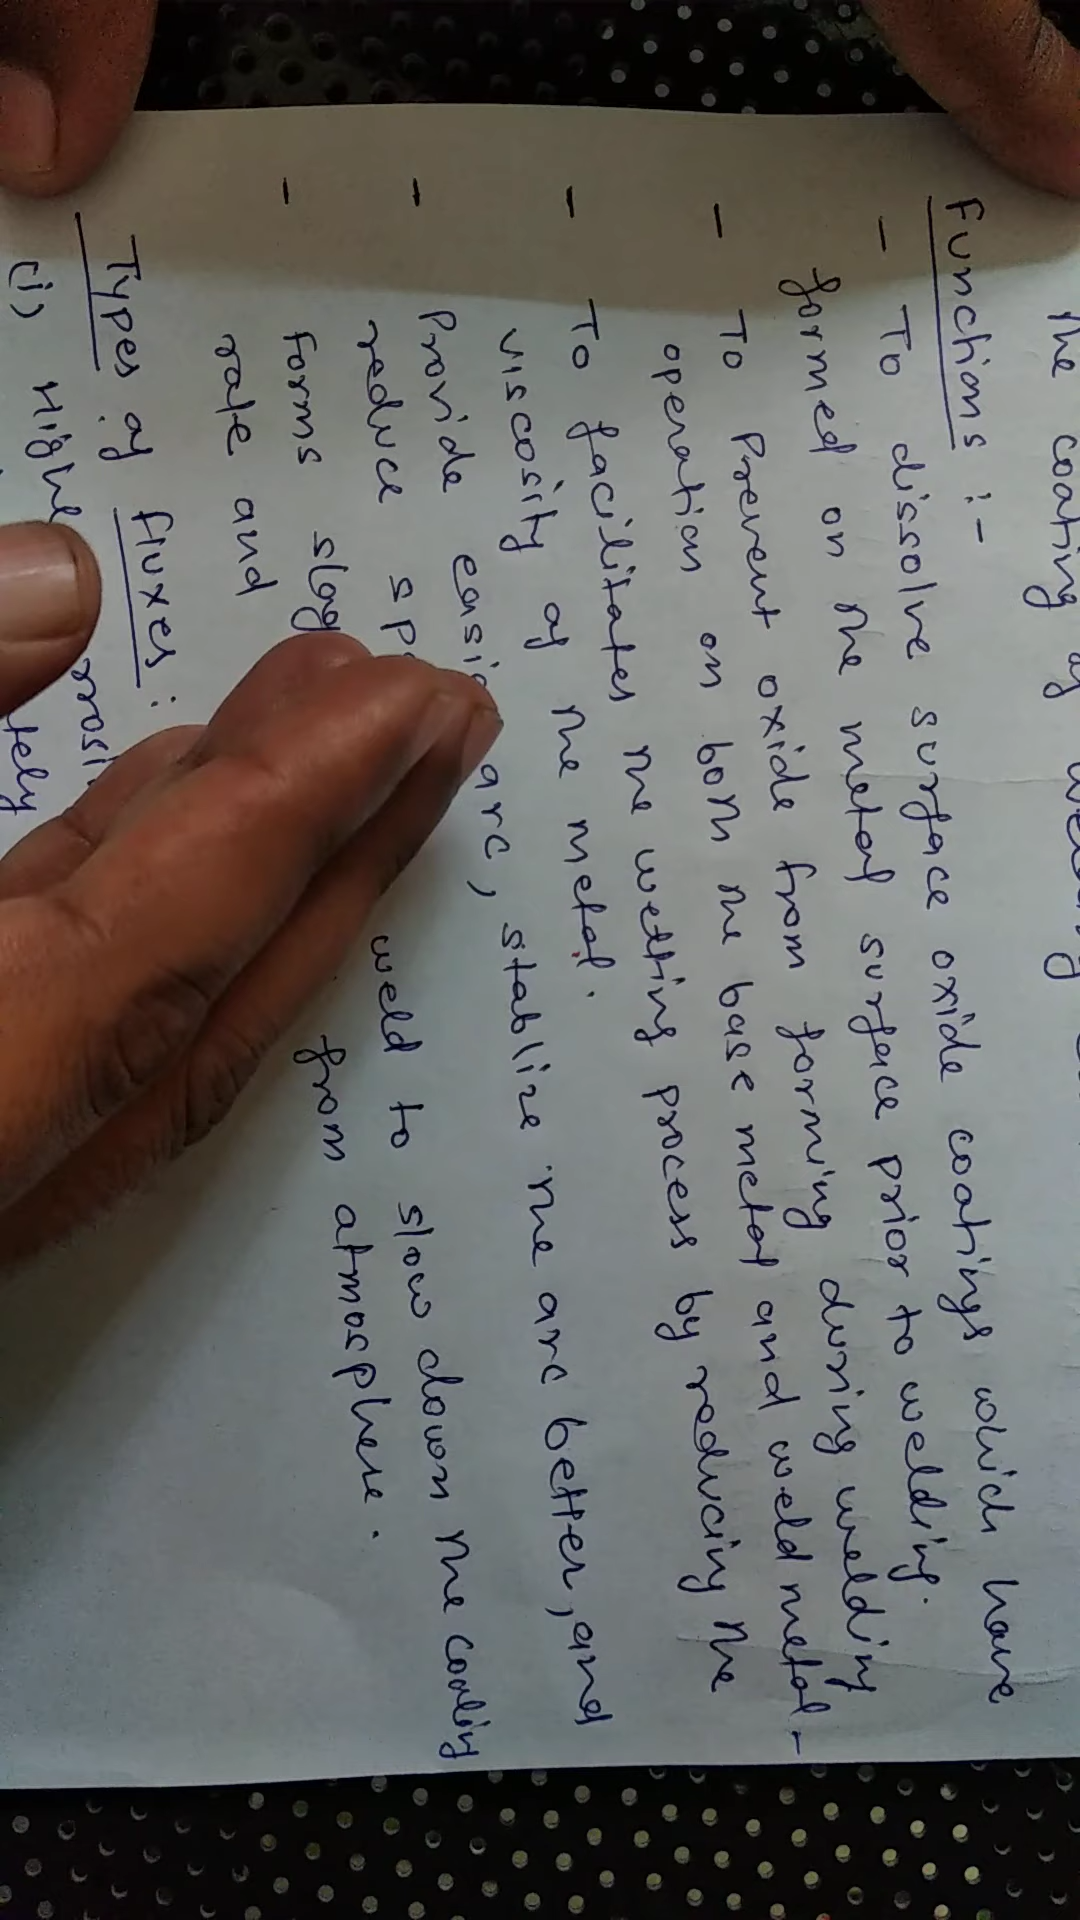 The coating of
Functions :-
- To dissolve surface oxide coatings which have
formed on the metal surface prior to welding.
- To Prevent oxide from forming during welding
operation on both the base metal and weld metal-
- To facilitates the wetting process by reducing the
viscosity of the metal.
- Provide arc, stablize the arc better, and
reduce
- Forms slag weld to slow down the cooling
rate and from atmosphere.
Types of fluxes :
(i)